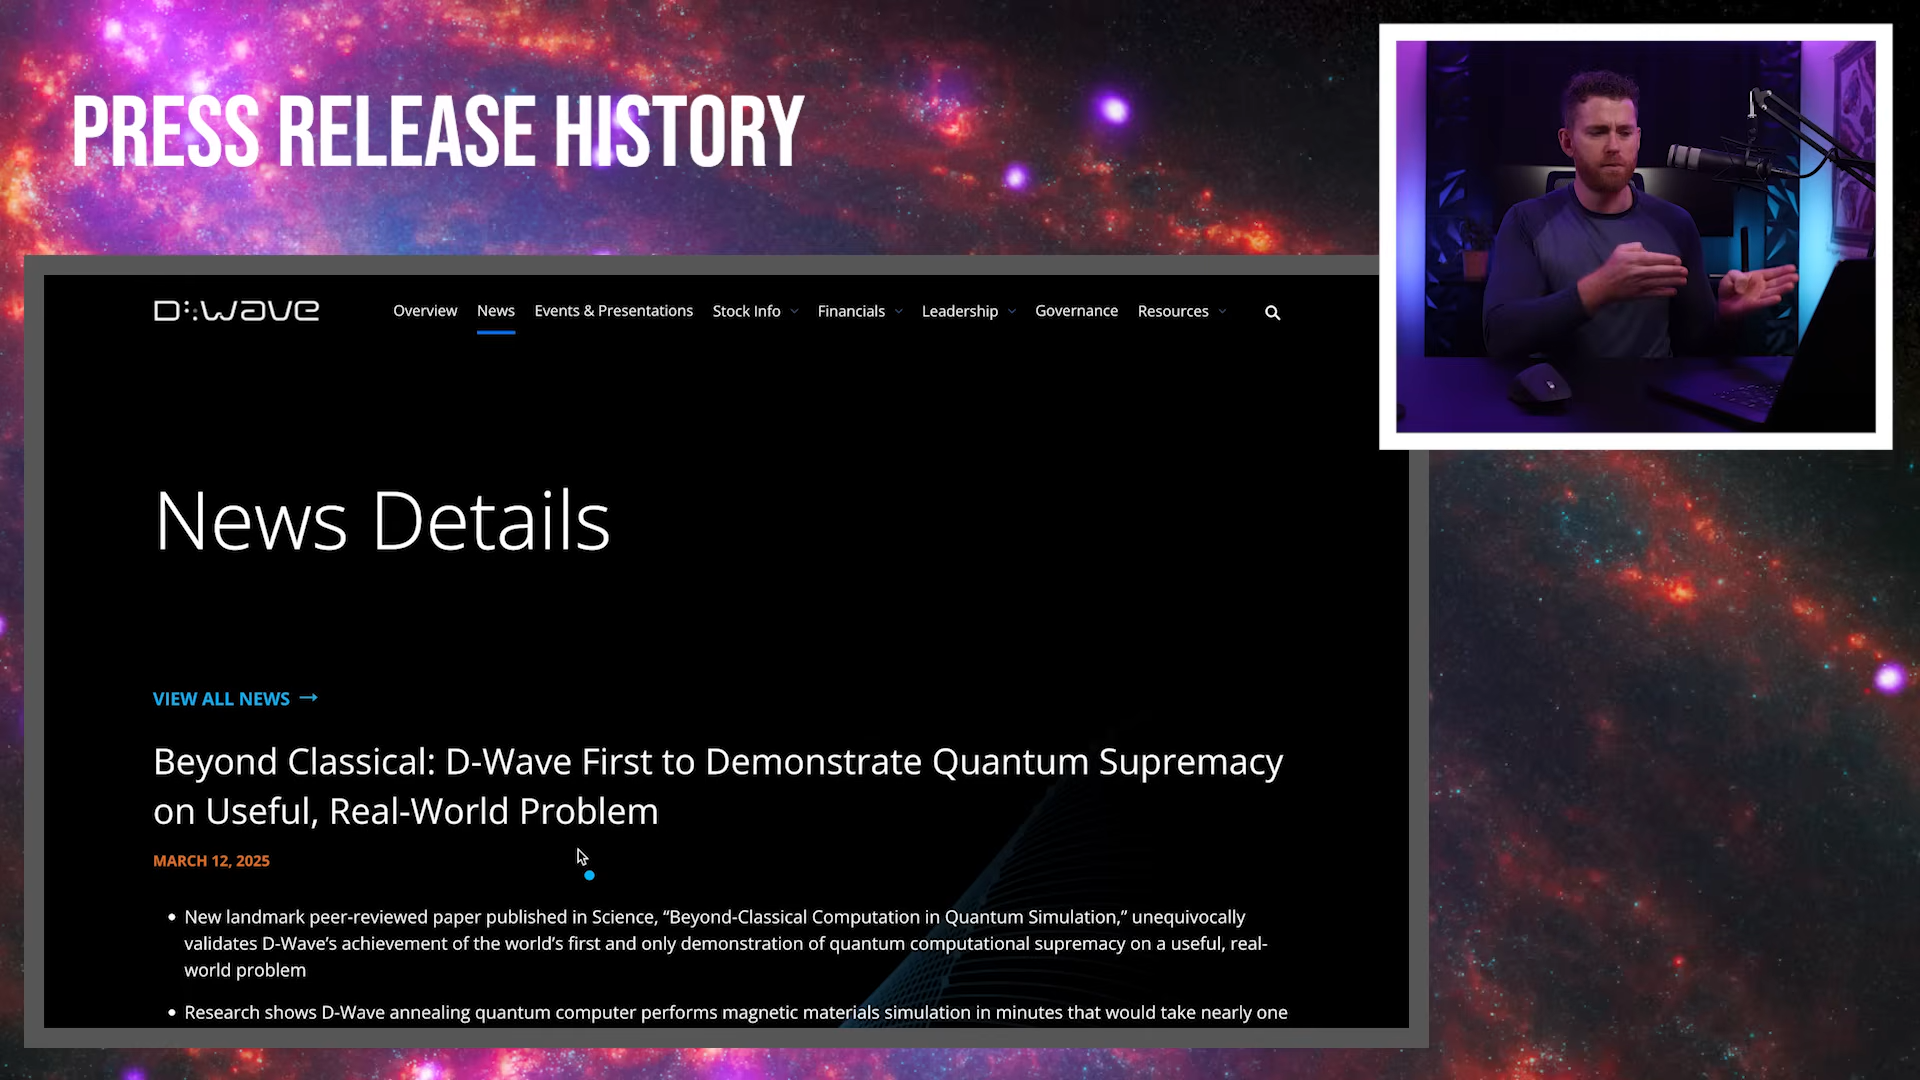 PRESS RELEASE HISTORY
D:WAVE
Overview News Events & Presentations Stock Info Financials Leadership Governance Resources
News Details
VIEW ALL NEWS →
Beyond Classical: D-Wave First to Demonstrate Quantum Supremacy
on Useful, Real-World Problem
MARCH 12, 2025
• New landmark peer-reviewed paper published in Science, “Beyond-Classical Computation in Quantum Simulation,” unequivocally
validates D-Wave’s achievement of the world’s first and only demonstration of quantum computational supremacy on a useful, real-
world problem
• Research shows D-Wave annealing quantum computer performs magnetic materials simulation in minutes that would take nearly one